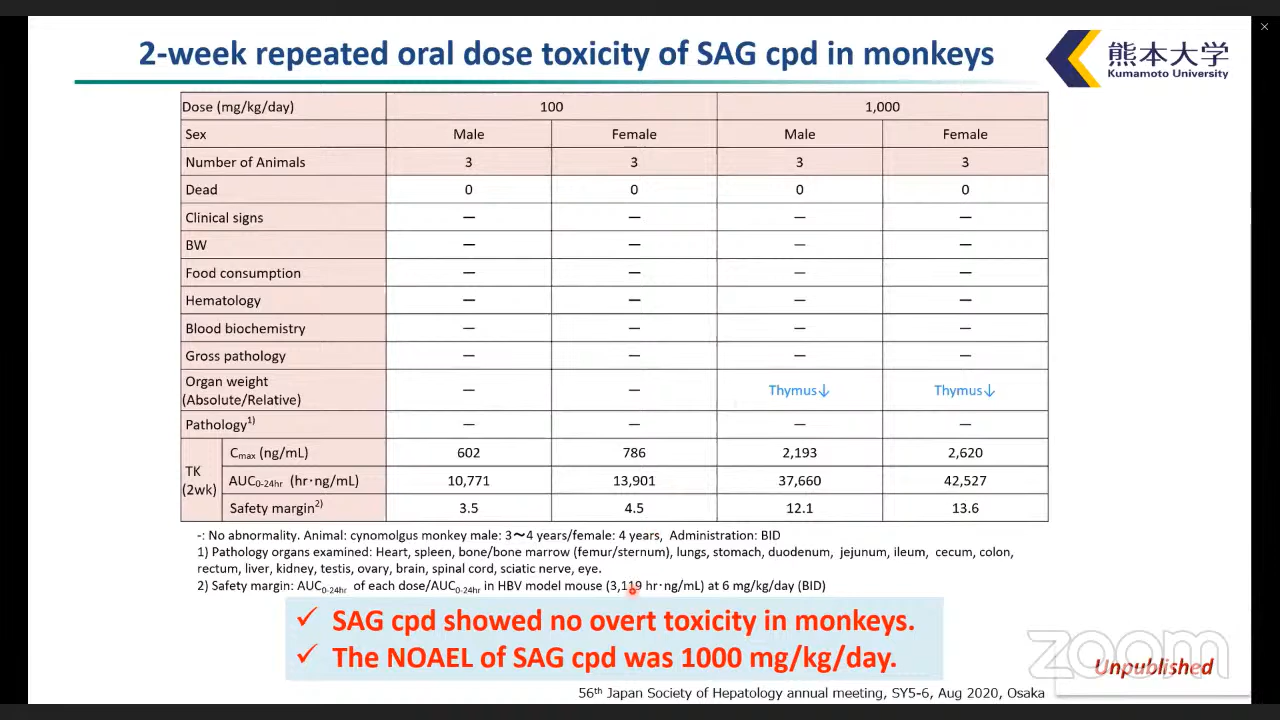 2-week repeated oral dose toxicity of SAG cpd in monkeys
熊本大学
Kumamoto University
Dose (mg/kg/day) 100 1,000
Sex Male Female Male Female
Number of Animals 3 3 3 3
Dead 0 0 0 0
Clinical signs — — — —
BW — — — —
Food consumption — — — —
Hematology — — — —
Blood biochemistry — — — —
Gross pathology — — — —
Organ weight
(Absolute/Relative) — — Thymus↓ Thymus↓
Pathology1) — — — —
TK
(2wk)
Cmax (ng/mL) 602 786 2,193 2,620
AUC0-24hr (hr·ng/mL) 10,771 13,901 37,660 42,527
Safety margin2) 3.5 4.5 12.1 13.6
-: No abnormality. Animal: cynomolgus monkey male: 3〜4 years/female: 4 years, Administration: BID
1) Pathology organs examined: Heart, spleen, bone/bone marrow (femur/sternum), lungs, stomach, duodenum, jejunum, ileum, cecum, colon,
rectum, liver, kidney, testis, ovary, brain, spinal cord, sciatic nerve, eye.
2) Safety margin: AUC0-24hr of each dose/AUC0-24hr in HBV model mouse (3,119 hr·ng/mL) at 6 mg/kg/day (BID)
✓ SAG cpd showed no overt toxicity in monkeys.
✓ The NOAEL of SAG cpd was 1000 mg/kg/day.
zoom
Unpublished
56th Japan Society of Hepatology annual meeting, SY5-6, Aug 2020, Osaka